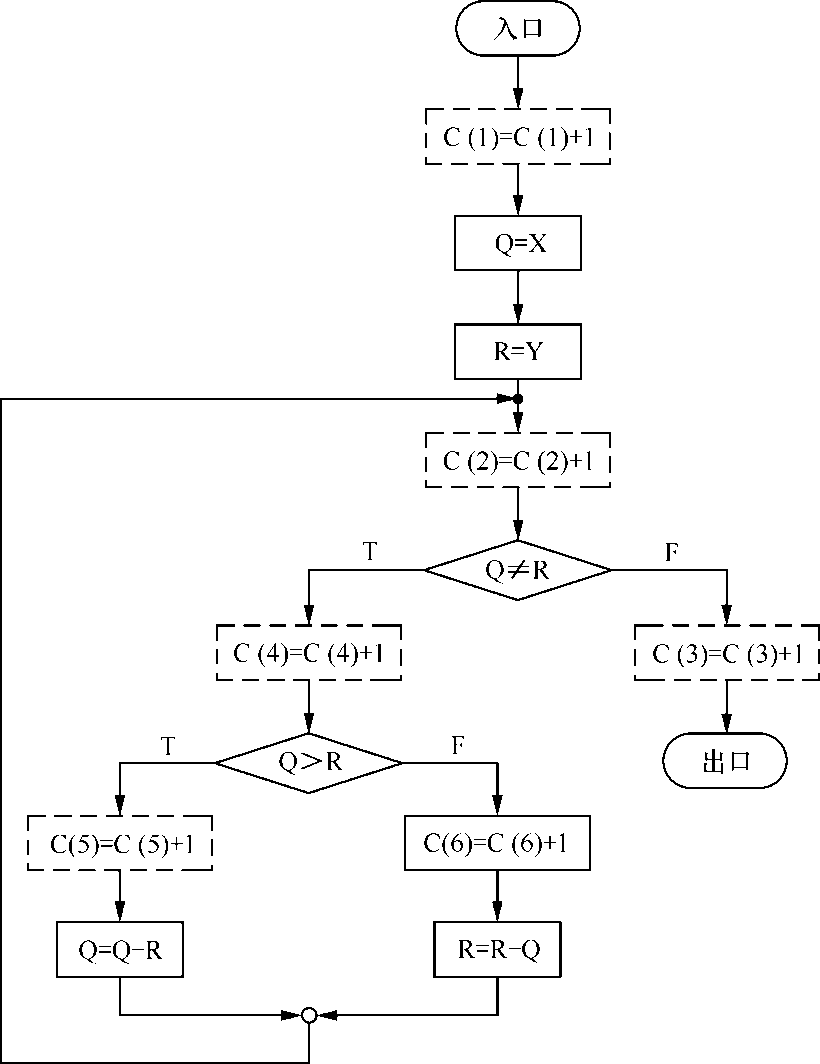 入口
C (1)=C (1)+1
Q=X
R=Y
C (2)=C (2)+1
T
Q≠R
F
C (4)=C (4)+1
C (3)=C (3)+1
T
Q>R
F
出口
C(5)=C (5)+1
C(6)=C (6)+1
Q=Q-R
R=R-Q